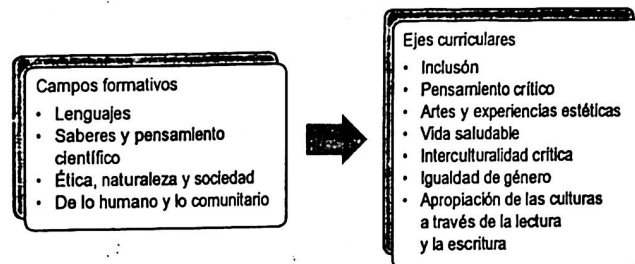 Campos formativos
• Lenguajes
• Saberes y pensamiento
científico
• Ética, naturaleza y sociedad
• De lo humano y lo comunitario
Ejes curriculares
• Inclusón
• Pensamiento crítico
• Artes y experiencias estéticas
• Vida saludable
• Interculturalidad crítica
• Igualdad de género
• Apropiación de las culturas
a través de la lectura
y la escritura